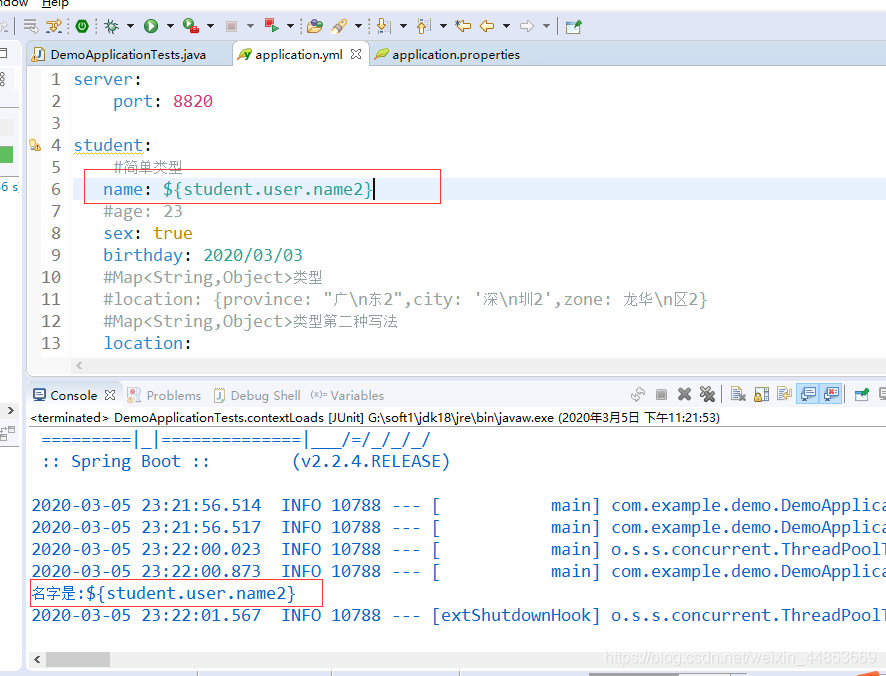 ndow Help
DemoApplicationTests.java application.yml application.properties
1 server:
2 port: 8820
3
4 student:
5 #简单类型
6 name: ${student.user.name2}
7 #age: 23
8 sex: true
9 birthday: 2020/03/03
10 #Map<String,Object>类型
11 #location: {province: "广\n东2",city: '深\n圳2',zone: 龙华\n区2}
12 #Map<String,Object>类型第二种写法
13 location:
6 s
Console Problems Debug Shell (x)= Variables
<terminated> DemoApplicationTests.contextLoads [JUnit] G:\soft1\jdk18\jre\bin\javaw.exe (2020年3月5日 下午11:21:53)
=========|_|==============|___/=/_/_/_/
:: Spring Boot :: (v2.2.4.RELEASE)
2020-03-05 23:21:56.514 INFO 10788 --- [ main] com.example.demo.DemoApplica
2020-03-05 23:21:56.517 INFO 10788 --- [ main] com.example.demo.DemoApplica
2020-03-05 23:22:00.023 INFO 10788 --- [ main] o.s.s.concurrent.ThreadPoolT
2020-03-05 23:22:00.873 INFO 10788 --- [ main] com.example.demo.DemoApplica
名字是:${student.user.name2}
2020-03-05 23:22:01.567 INFO 10788 --- [extShutdownHook] o.s.s.concurrent.ThreadPoolT
https://blog.csdn.net/weixin_44853669